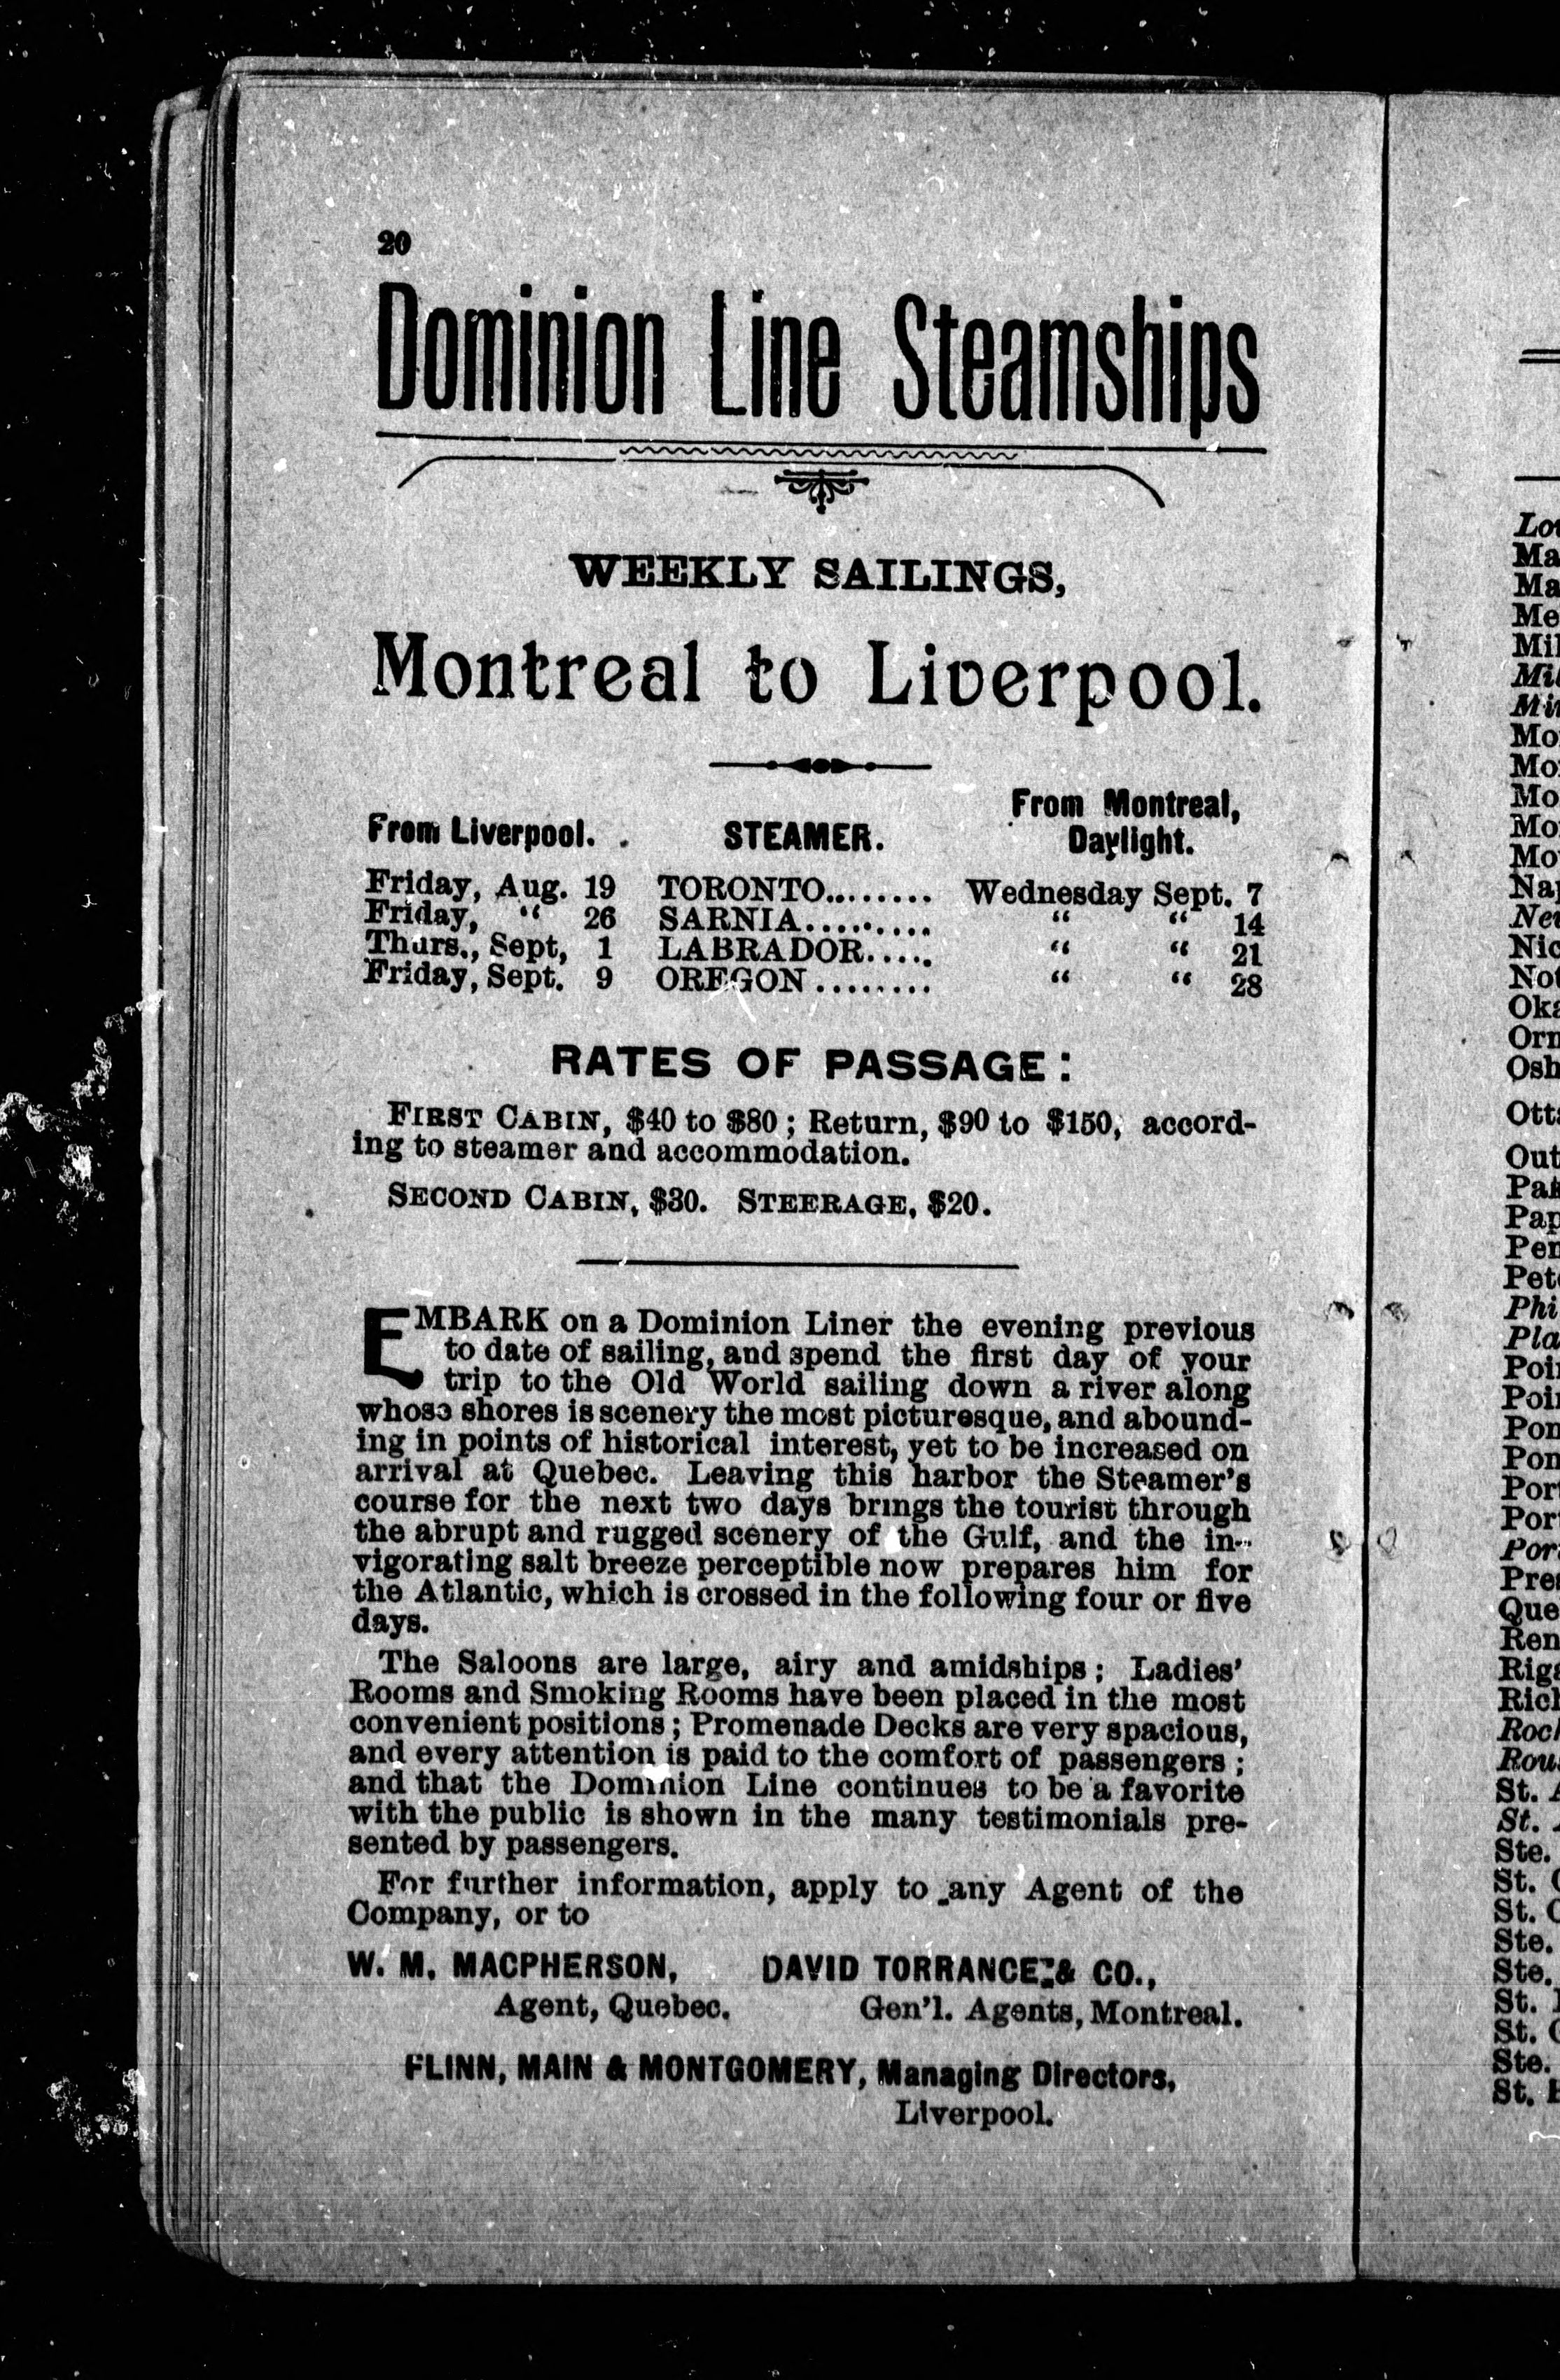 20
Dominion Line Steamships
WEEKLY SAILINGS,
Montreal to Liverpool.
From Liverpool. STEAMER. From Montreal, Daylight.
Friday, Aug. 19 TORONTO........ Wednesday Sept. 7
Friday, “ 26 SARNIA.......... “ “ 14
Thurs., Sept, 1 LABRADOR..... “ “ 21
Friday, Sept. 9 OREGON........ “ “ 28
RATES OF PASSAGE:
FIRST CABIN, $40 to $80; Return, $90 to $150, accord-
ing to steamer and accommodation.
SECOND CABIN, $30. STEERAGE, $20.
EMBARK on a Dominion Liner the evening previous
to date of sailing, and spend the first day of your
trip to the Old World sailing down a river along
whose shores is scenery the most picturesque, and abound-
ing in points of historical interest, yet to be increased on
arrival at Quebec. Leaving this harbor the Steamer's
course for the next two days brings the tourist through
the abrupt and rugged scenery of the Gulf, and the in-
vigorating salt breeze perceptible now prepares him for
the Atlantic, which is crossed in the following four or five
days.
The Saloons are large, airy and amidships; Ladies'
Rooms and Smoking Rooms have been placed in the most
convenient positions; Promenade Decks are very spacious,
and every attention is paid to the comfort of passengers;
and that the Dominion Line continues to be a favorite
with the public is shown in the many testimonials pre-
sented by passengers.
For further information, apply to any Agent of the
Company, or to
W. M. MACPHERSON, DAVID TORRANCE & CO.,
Agent, Quebec. Gen'l. Agents, Montreal.
FLINN, MAIN & MONTGOMERY, Managing Directors,
Liverpool.